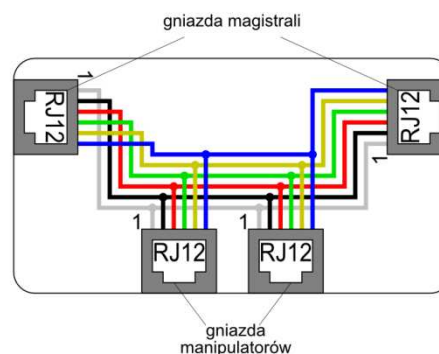 gniazda magistrali
1
RJ12
RJ12
1
1
RJ12
1
RJ12
gniazda
manipulatorów